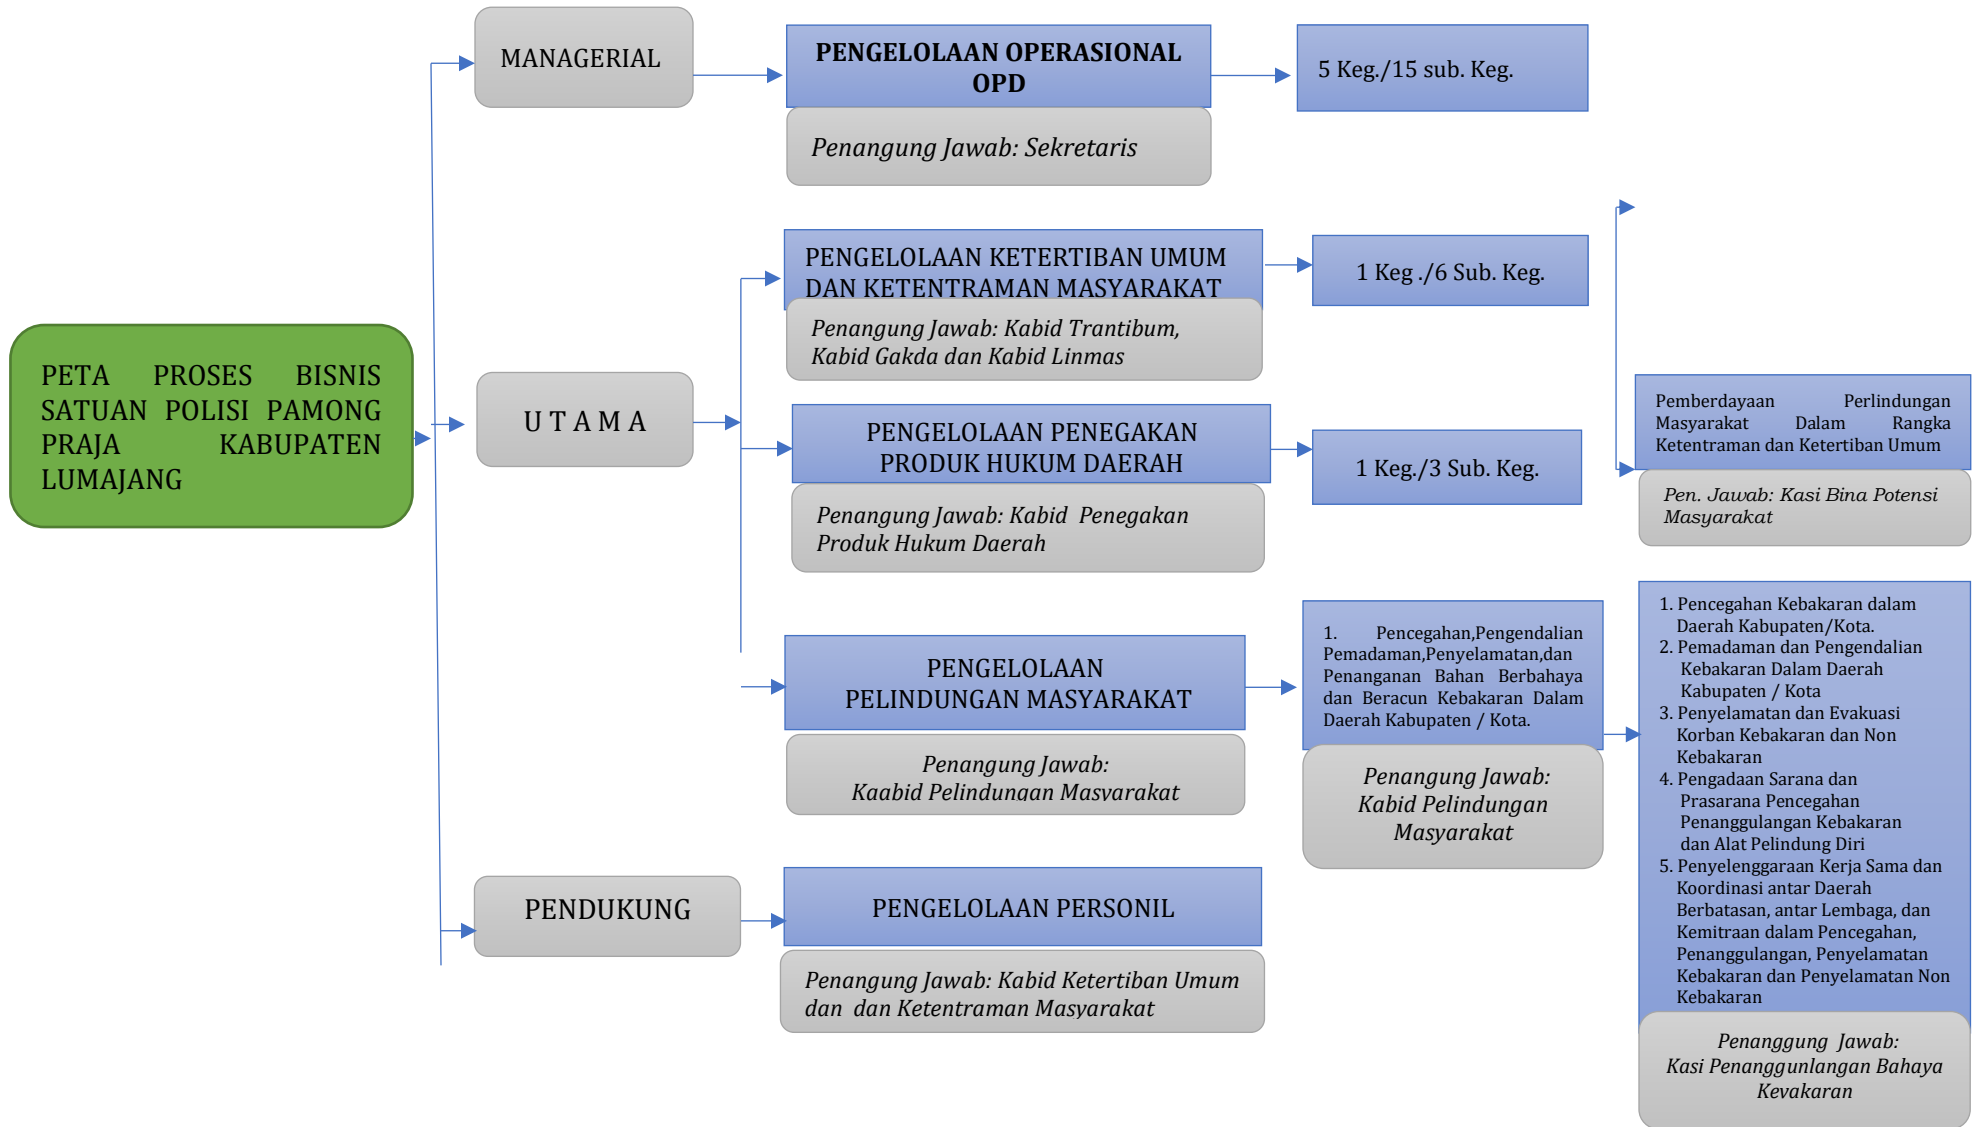 PETA PROSES BISNIS
SATUAN POLISI PAMONG
PRAJA KABUPATEN
LUMAJANG
MANAGERIAL
PENGELOLAAN OPERASIONAL
OPD
Penangung Jawab: Sekretaris
5 Keg./15 sub. Keg.
U T A M A
PENGELOLAAN KETERTIBAN UMUM
DAN KETENTRAMAN MASYARAKAT
Penangung Jawab: Kabid Trantibum,
Kabid Gakda dan Kabid Linmas
1 Keg ./6 Sub. Keg.
PENGELOLAAN PENEGAKAN
PRODUK HUKUM DAERAH
Penangung Jawab: Kabid  Penegakan
Produk Hukum Daerah
1 Keg./3 Sub. Keg.
Pemberdayaan Perlindungan
Masyarakat Dalam Rangka
Ketentraman dan Ketertiban Umum
Pen. Jawab: Kasi Bina Potensi
Masyarakat
PENGELOLAAN
PELINDUNGAN MASYARAKAT
Penangung Jawab:
Kaabid Pelindungan Masyarakat
1. Pencegahan,Pengendalian
Pemadaman,Penyelamatan,dan
Penanganan Bahan Berbahaya
dan Beracun Kebakaran Dalam
Daerah Kabupaten / Kota.
Penangung Jawab:
Kabid Pelindungan
Masyarakat
1. Pencegahan Kebakaran dalam
Daerah Kabupaten/Kota.
2. Pemadaman dan Pengendalian
Kebakaran Dalam Daerah
Kabupaten / Kota
3. Penyelamatan dan Evakuasi
Korban Kebakaran dan Non
Kebakaran
4. Pengadaan Sarana dan
Prasarana Pencegahan
Penanggulangan Kebakaran
dan Alat Pelindung Diri
5. Penyelenggaraan Kerja Sama dan
Koordinasi antar Daerah
Berbatasan, antar Lembaga, dan
Kemitraan dalam Pencegahan,
Penanggulangan, Penyelamatan
Kebakaran dan Penyelamatan Non
Kebakaran
Penanggung  Jawab:
Kasi Penanggunlangan Bahaya
Kevakaran
PENDUKUNG
PENGELOLAAN PERSONIL
Penangung Jawab: Kabid Ketertiban Umum
dan  dan Ketentraman Masyarakat